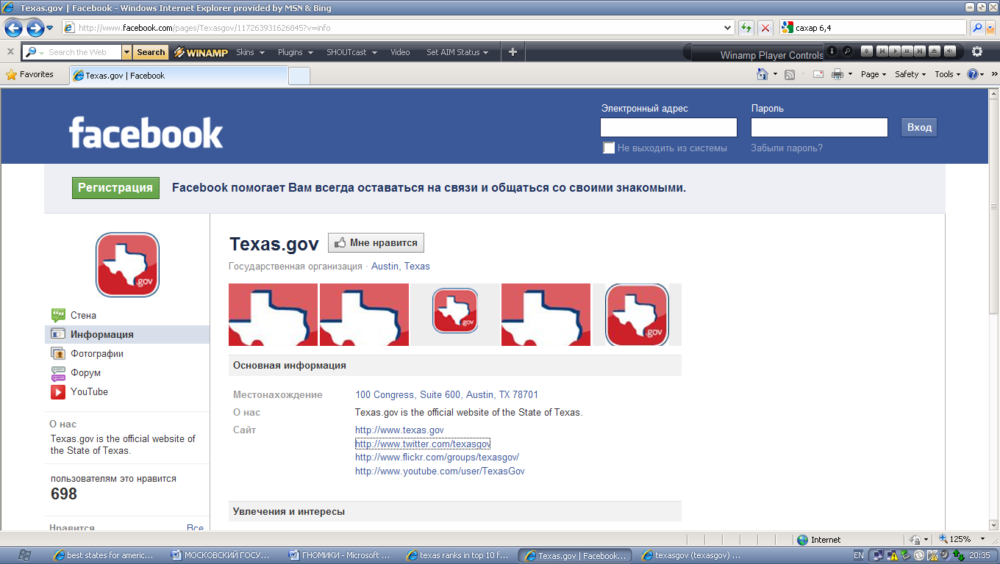 Texas.gov | Facebook - Windows Internet Explorer provided by MSN & Bing
http://www.facebook.com/pages/Texasgov/117263931626845?v=info
сахар 6,4
Search the Web
Search
WINAMP
Skins
Plugins
SHOUTcast
Video
Set AIM Status
Winamp Player Controls
Favorites
Texas.gov | Facebook
Page
Safety
Tools
facebook
Электронный адрес
Пароль
Вход
Не выходить из системы
Забыли пароль?
Регистрация
Facebook помогает Вам всегда оставаться на связи и общаться со своими знакомыми.
.gov
Стена
Информация
Фотографии
Форум
YouTube
О нас
Texas.gov is the official website of
the State of Texas.
пользователям это нравится
698
Нравится
Все
Texas.gov
Мне нравится
Государственная организация · Austin, Texas
.gov
.gov
Основная информация
Местонахождение
100 Congress, Suite 600, Austin, TX 78701
О нас
Texas.gov is the official website of the State of Texas.
Сайт
http://www.texas.gov
http://www.twitter.com/texasgov
http://www.flickr.com/groups/texasgov/
http://www.youtube.com/user/TexasGov
Увлечения и интересы
Internet
125%
best states for americ...
МОСКОВСКИЙ ГОСУ...
ГНОМИКИ - Microsoft ...
texas ranks in top 10 f...
Texas.gov | Facebook...
texasgov (texasgov) ...
EN
20:35